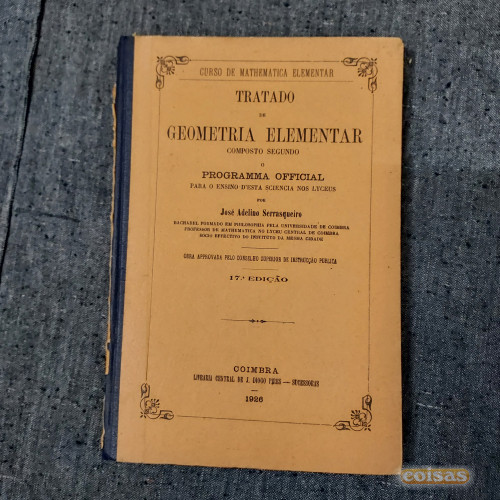 CURSO DE MATHEMATICA ELEMENTAR
TRATADO
DE
GEOMETRIA ELEMENTAR
COMPOSTO SEGUNDO
O
PROGRAMMA OFFICIAL
PARA O ENSINO D'ESTA SCIENCIA NOS LYCEUS
POR
José Adelino Serrasqueiro
BACHAREL FORMADO EM PHILOSOPHIA PELA UNIVERSIDADE DE COIMBRA
PROFESSOR DE MATHEMATICA NO LYCEU CENTRAL DE COIMBRA
SOCIO EFFECTIVO DO INSTITUTO DA MESMA CIDADE
OBRA APPROVADA PELO CONSELHO SUPERIOR DE INSTRUCÇÃO PUBLICA
17.ª EDIÇÃO
COIMBRA
LIVRARIA CENTRAL DE J. DIOGO PIRES — SUCESSORES
1926
coisas